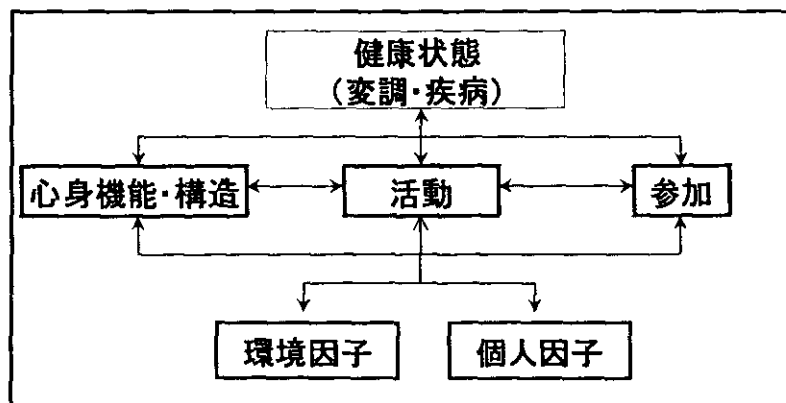 健康状態
(変調・疾病)
心身機能・構造
活動
参加
環境因子
個人因子